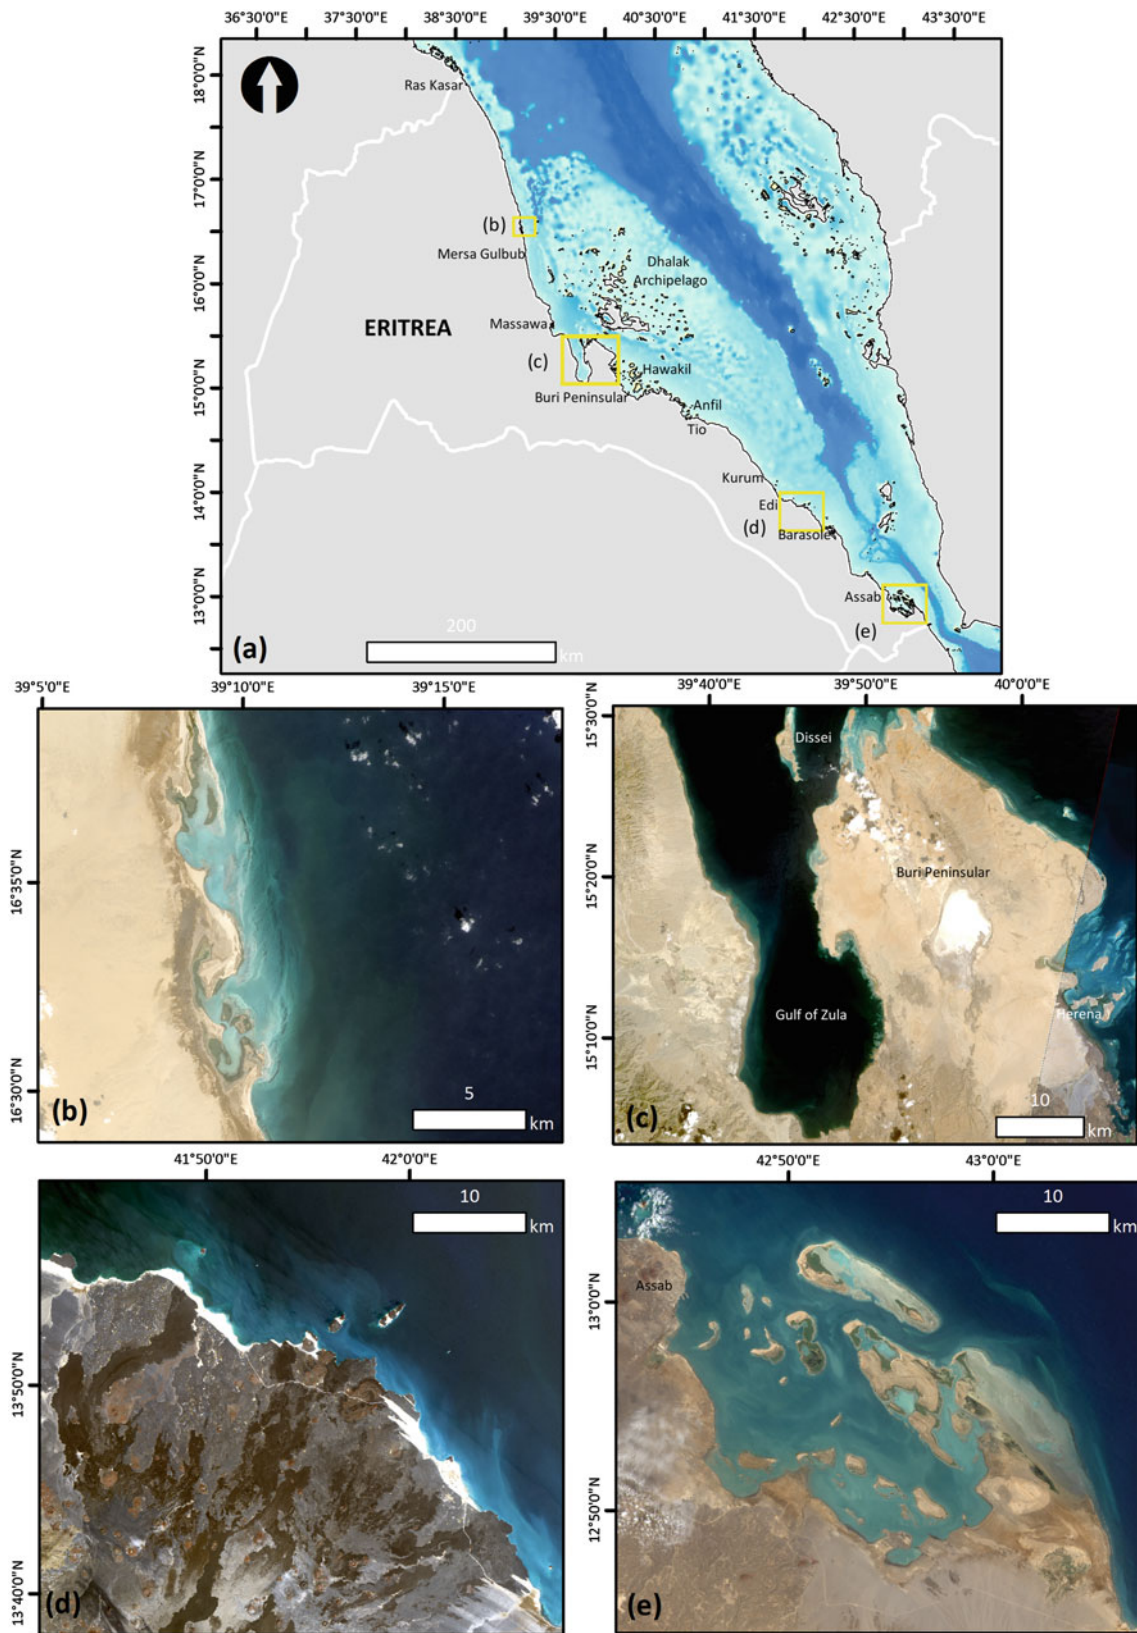 36°30'0"E 37°30'0"E 38°30'0"E 39°30'0"E 40°30'0"E 41°30'0"E 42°30'0"E 43°30'0"E
18°0'0"N
17°0'0"N
16°0'0"N
15°0'0"N
14°0'0"N
13°0'0"N
Ras Kasar
(b)
Mersa Gulbub
Dhalak
Archipelago
Massawa
ERITREA
(c)
Hawakil
Buri Peninsular
Anfil
Tio
Kurum
Edi
(d)
Barasole
Assab
(e)
(a)
200
km
39°5'0"E 39°10'0"E 39°15'0"E
16°35'0"N
16°30'0"N
(b)
5
km
39°40'0"E 39°50'0"E 40°0'0"E
15°30'0"N
15°20'0"N
15°10'0"N
Dissei
Buri Peninsular
Gulf of Zula
Herena
(c)
10
km
41°50'0"E 42°0'0"E
13°50'0"N
13°40'0"N
10
km
(d)
42°50'0"E 43°0'0"E
13°0'0"N
12°50'0"N
10
km
Assab
(e)